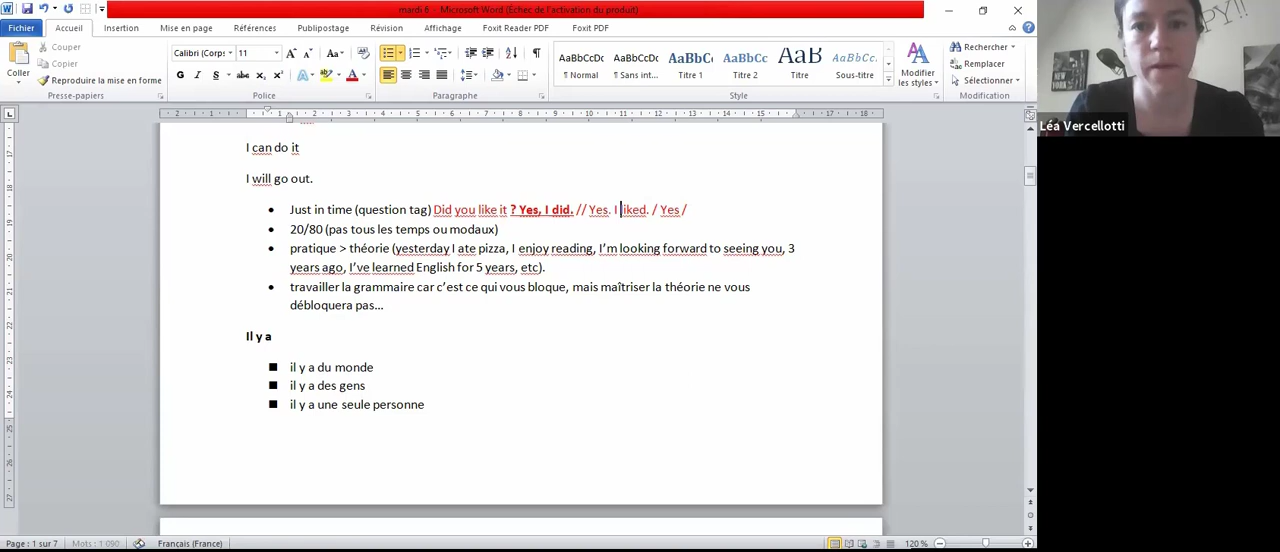 mardi 6 - Microsoft Word (Échec de l'activation du produit)
Fichier Accueil Insertion Mise en page Références Publipostage Révision Affichage Foxit Reader PDF Foxit PDF
Coller
Couper
Copier
Reproduire la mise en forme
Presse-papiers
Calibri (Corps 11
G I S abc
Police
Paragraphe
AaBbCcDc AaBbCcDc AaBbC AaBbCc AaB AaBbCc.
¶ Normal ¶ Sans int... Titre 1 Titre 2 Titre Sous-titre
Style
Modifier les styles
Rechercher
Remplacer
Sélectionner
Modification
I can do it
I will go out.
• Just in time (question tag) Did you like it ? Yes, I did. // Yes. I liked. / Yes /
• 20/80 (pas tous les temps ou modaux)
• pratique > théorie (yesterday I ate pizza, I enjoy reading, I'm looking forward to seeing you, 3
years ago, I've learned English for 5 years, etc).
• travailler la grammaire car c'est ce qui vous bloque, mais maîtriser la théorie ne vous
débloquera pas...
Il y a
■ il y a du monde
■ il y a des gens
■ il y a une seule personne
Page : 1 sur 7 Mots : 1 090 Français (France) 120 %
Léa Vercellotti